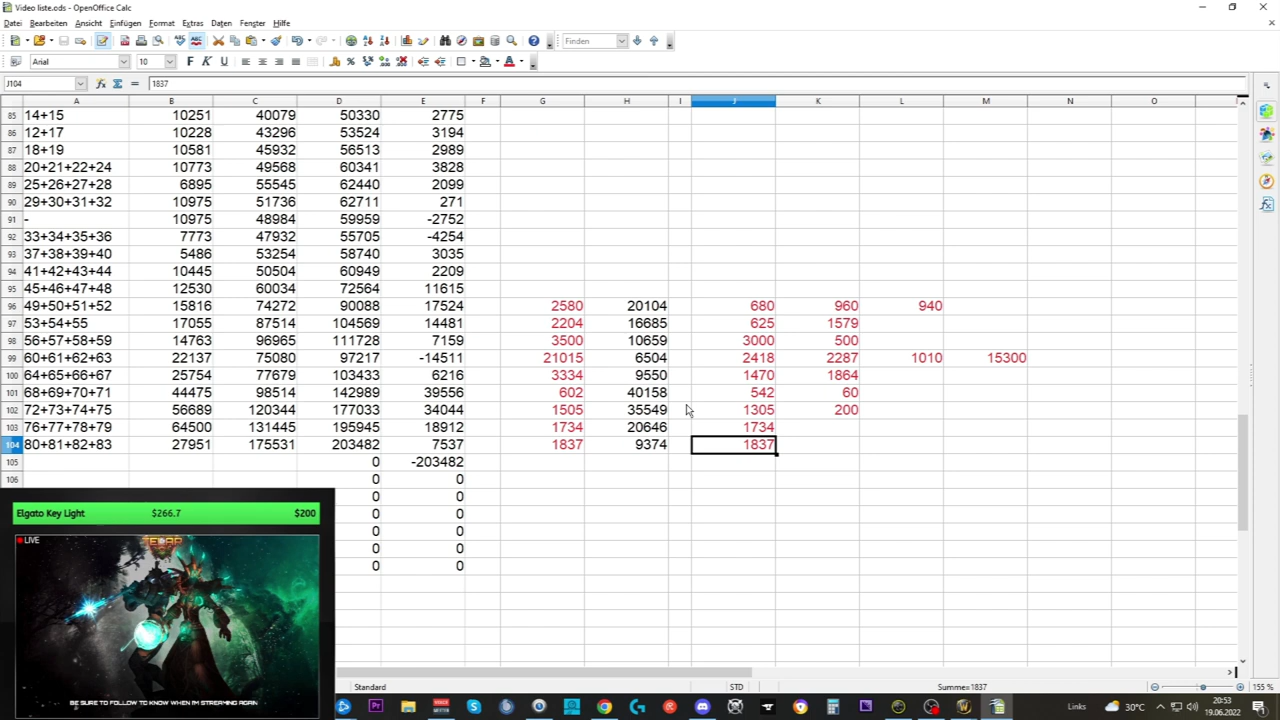 Video liste.ods - OpenOffice Calc
Datei Bearbeiten Ansicht Einfügen Format Extras Daten Fenster Hilfe
Finden
Arial 10 F K U
J104 1837
A B C D E F G H I J K L M N O
85 14+15 10251 40079 50330 2775
86 12+17 10228 43296 53524 3194
87 18+19 10581 45932 56513 2989
88 20+21+22+24 10773 49568 60341 3828
89 25+26+27+28 6895 55545 62440 2099
90 29+30+31+32 10975 51736 62711 271
91 - 10975 48984 59959 -2752
92 33+34+35+36 7773 47932 55705 -4254
93 37+38+39+40 5486 53254 58740 3035
94 41+42+43+44 10445 50504 60949 2209
95 45+46+47+48 12530 60034 72564 11615
96 49+50+51+52 15816 74272 90088 17524 2580 20104 680 960 940
97 53+54+55 17055 87514 104569 14481 2204 16685 625 1579
98 56+57+58+59 14763 96965 111728 7159 3500 10659 3000 500
99 60+61+62+63 22137 75080 97217 -14511 21015 6504 2418 2287 1010 15300
100 64+65+66+67 25754 77679 103433 6216 3334 9550 1470 1864
101 68+69+70+71 44475 98514 142989 39556 602 40158 542 60
102 72+73+74+75 56689 120344 177033 34044 1505 35549 1305 200
103 76+77+78+79 64500 131445 195945 18912 1734 20646 1734
104 80+81+82+83 27951 175531 203482 7537 1837 9374 1837
105 0 -203482
106 0 0
0 0
0 0
0 0
0 0
0 0
Elgato Key Light $266.7 $200
LIVE
BE SURE TO FOLLOW TO KNOW WHEN I'M STREAMING AGAIN
Standard STD Summe=1837 155 %
Links 30°C 20:53
19.06.2022